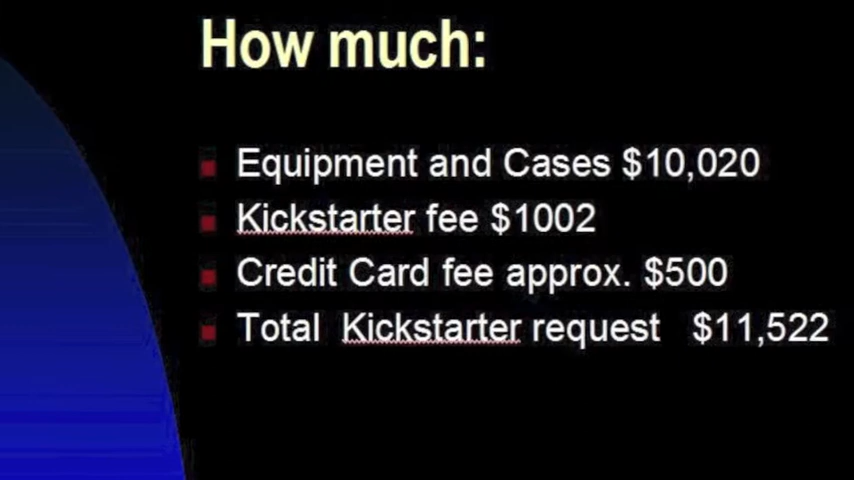 How much:
Equipment and Cases $10,020
Kickstarter fee $1002
Credit Card fee approx. $500
Total Kickstarter request $11,522